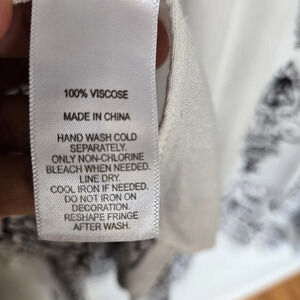 100% VISCOSE
MADE IN CHINA
HAND WASH COLD
SEPARATELY.
ONLY NON-CHLORINE
BLEACH WHEN NEEDED.
LINE DRY.
COOL IRON IF NEEDED.
DO NOT IRON ON
DECORATION.
RESHAPE FRINGE
AFTER WASH.